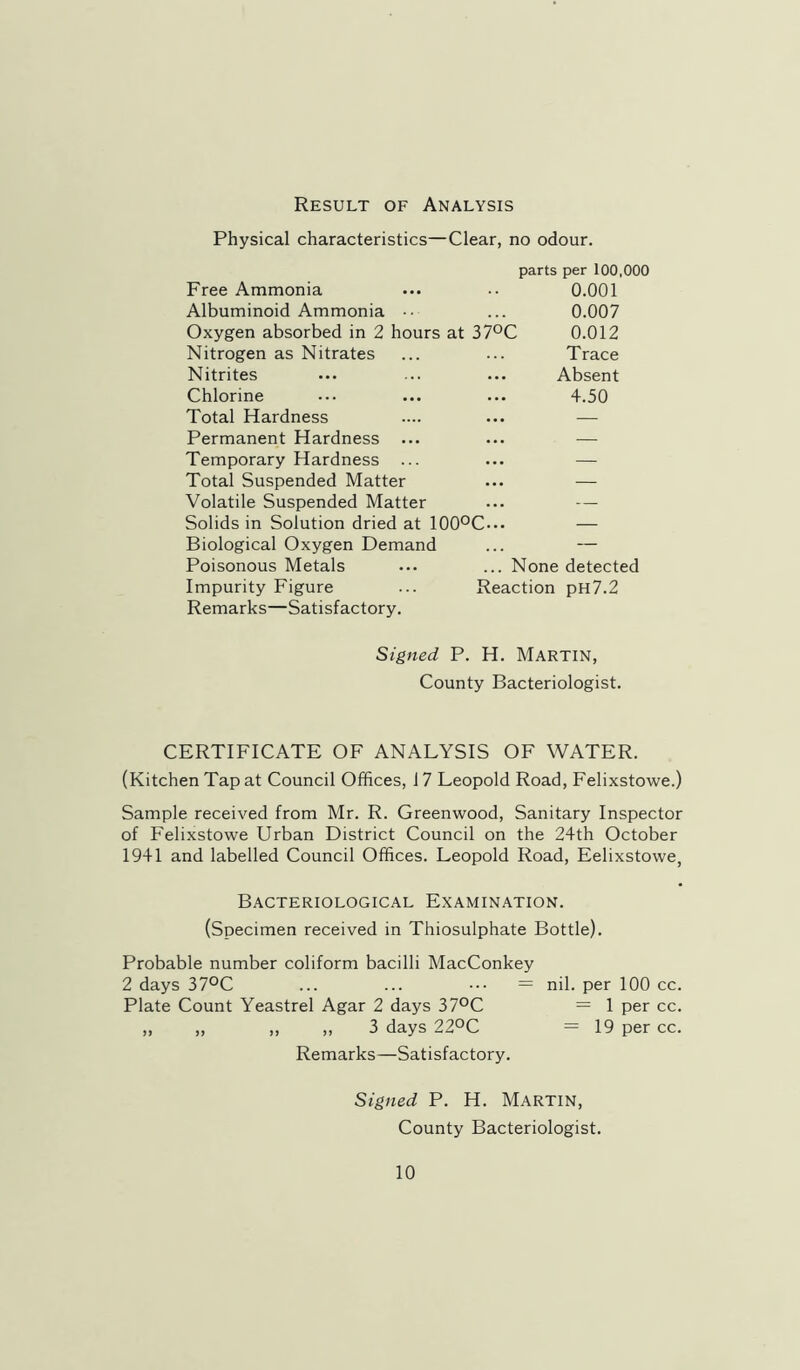 RESULT OF ANALYSIS
Physical characteristics—Clear, no odour.
parts per 100,000
Free Ammonia ... .. 0.001
Albuminoid Ammonia .. ... 0.007
Oxygen absorbed in 2 hours at 37°C 0.012
Nitrogen as Nitrates ... ... Trace
Nitrites ... ... ... Absent
Chlorine ... ... ... 4.50
Total Hardness .... ... —
Permanent Hardness ... ... —
Temporary Hardness ... ... —
Total Suspended Matter ... —
Volatile Suspended Matter ... —
Solids in Solution dried at 100°C... —
Biological Oxygen Demand ... —
Poisonous Metals ... ... None detected
Impurity Figure ... Reaction pH7.2
Remarks—Satisfactory.
Signed P. H. MARTIN,
County Bacteriologist.
CERTIFICATE OF ANALYSIS OF WATER.
(Kitchen Tap at Council Offices, 17 Leopold Road, Felixstowe.)
Sample received from Mr. R. Greenwood, Sanitary Inspector
of Felixstowe Urban District Council on the 24th October
1941 and labelled Council Offices. Leopold Road, Eelixstowe,
BACTERIOLOGICAL EXAMINATION.
(Specimen received in Thiosulphate Bottle).
Probable number coliform bacilli MacConkey
2 days 37°C ... ... ... = nil. per 100 cc.
Plate Count Yeastrel Agar 2 days 37°C = 1 per cc.
„ „ „ „ 3 days 22°C = 19 per cc.
Remarks—Satisfactory.
Signed P. H. MARTIN,
County Bacteriologist.
10